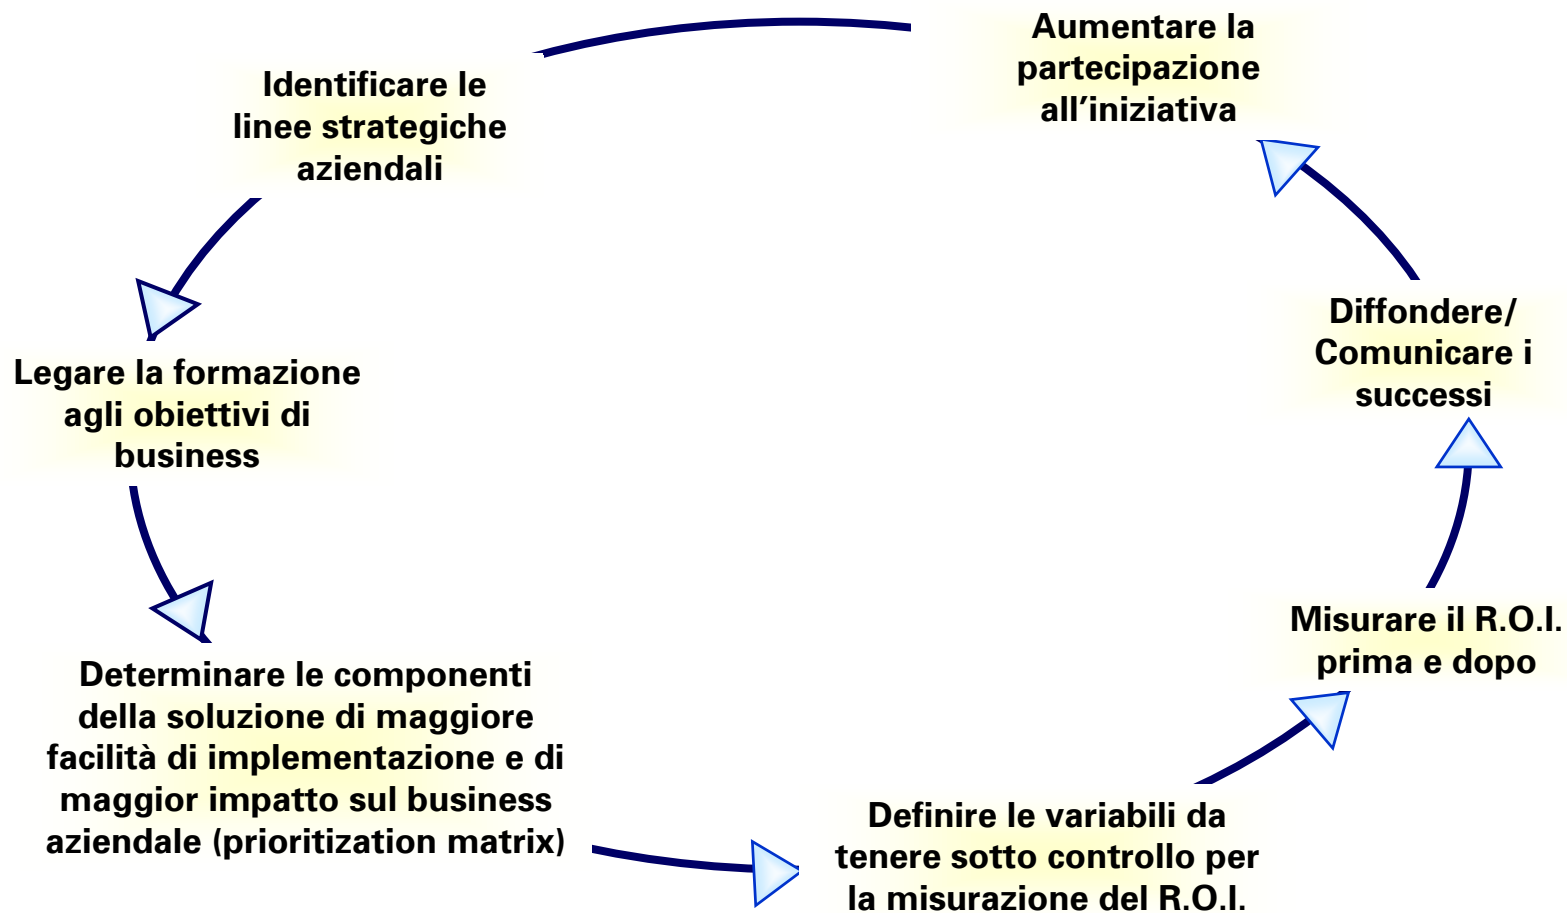 Identificare le
linee strategiche
aziendali
Legare la formazione
agli obiettivi di
business
Determinare le componenti
della soluzione di maggiore
facilità di implementazione e di
maggior impatto sul business
aziendale (prioritization matrix)
Definire le variabili da
tenere sotto controllo per
la misurazione del R.O.I.
Misurare il R.O.I.
prima e dopo
Diffondere/
Comunicare i
successi
Aumentare la
partecipazione
all’iniziativa